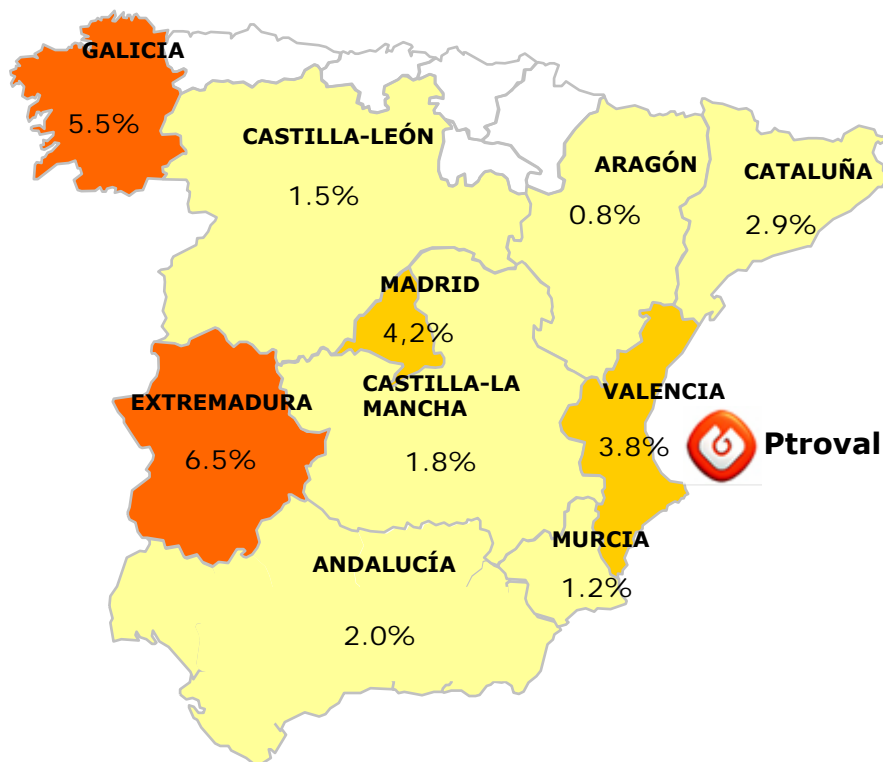 GALICIA
5.5%
CASTILLA-LEÓN
1.5%
ARAGÓN
0.8%
CATALUÑA
2.9%
MADRID
4,2%
EXTREMADURA
6.5%
CASTILLA-LA
MANCHA
1.8%
VALENCIA
3.8%
Ptroval
MURCIA
1.2%
ANDALUCÍA
2.0%